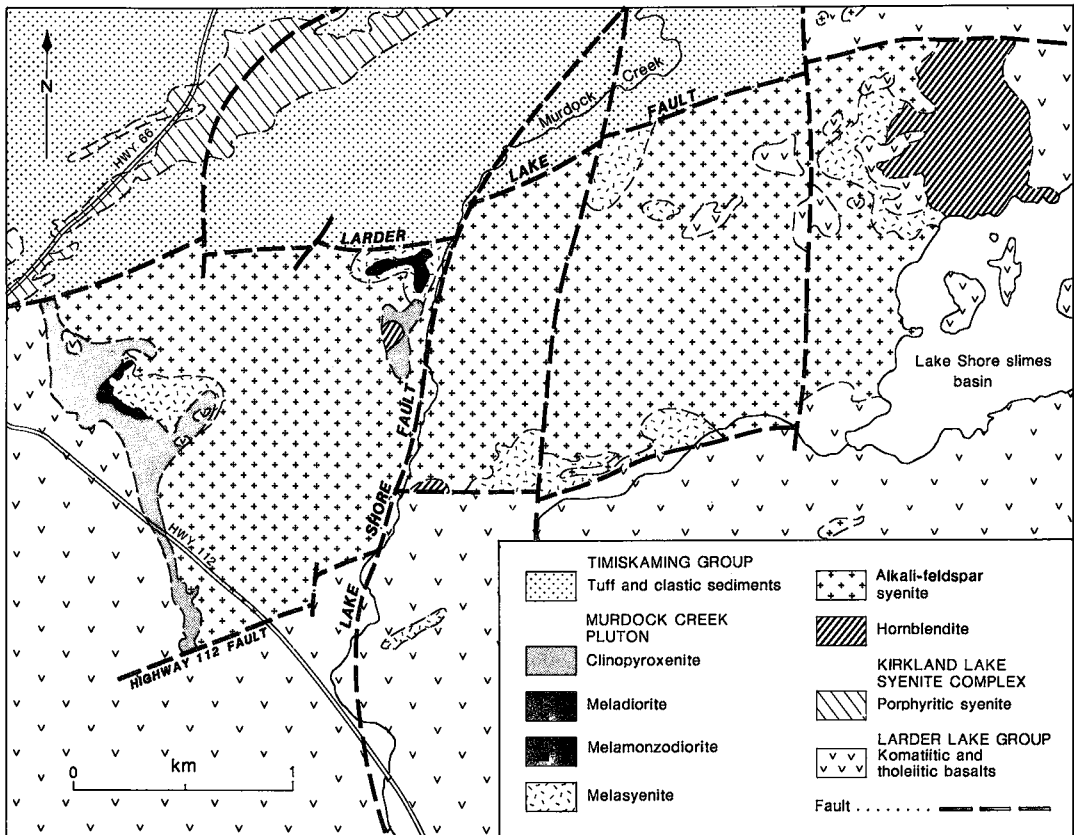 N
HWY 66
Murdock Creek
LAKE FAULT
LARDER
Lake Shore slimes
basin
LAKE SHORE FAULT
HWY 112
HIGHWAY 112 FAULT
km
0 1
TIMISKAMING GROUP
Tuff and clastic sediments
MURDOCK CREEK
PLUTON
Clinopyroxenite
Meladiorite
Melamonzodiorite
Melasyenite
Alkali-feldspar
syenite
Hornblendite
KIRKLAND LAKE
SYENITE COMPLEX
Porphyritic syenite
LARDER LAKE GROUP
Komatiitic and
tholeiitic basalts
Fault . . . . . .